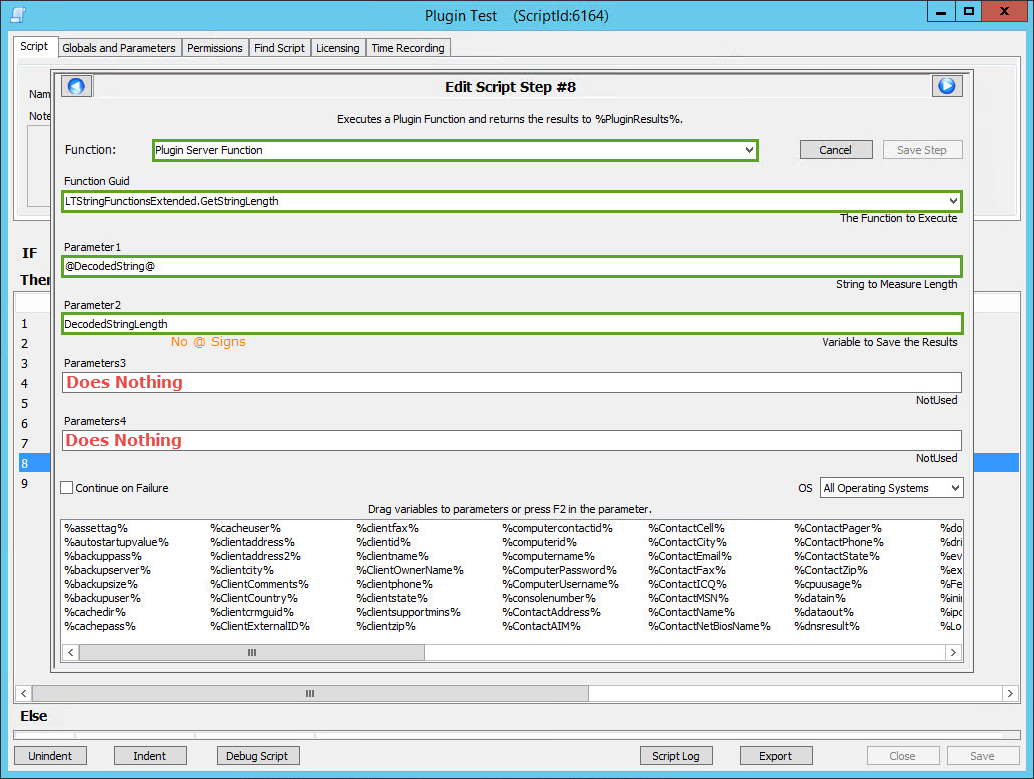 Plugin Test (ScriptId:6164)
Script Globals and Parameters Permissions Find Script Licensing Time Recording
Nam
Note
Edit Script Step #8
Executes a Plugin Function and returns the results to %PluginResults%.
Function: Plugin Server Function Cancel Save Step
Function Guid
LTStringFunctionsExtended.GetStringLength
The Function to Execute
Parameter1
@DecodedString@
String to Measure Length
Parameter2
DecodedStringLength
No @ Signs
Variable to Save the Results
Parameters3
Does Nothing
NotUsed
Parameters4
Does Nothing
NotUsed
Continue on Failure OS All Operating Systems
Drag variables to parameters or press F2 in the parameter.
%assettag% %cacheuser% %clientfax% %computercontactid% %ContactCell% %ContactPager% %do
%autostartupvalue% %clientaddress% %clientid% %computerid% %ContactCity% %ContactPhone% %dri
%backuppass% %clientaddress2% %clientname% %computername% %ContactEmail% %ContactState% %ev
%backupserver% %clientcity% %ClientOwnerName% %ComputerPassword% %ContactFax% %ContactZip% %ex
%backupsize% %ClientComments% %clientphone% %ComputerUsername% %ContactICQ% %cpuusage% %Fe
%backupuser% %ClientCountry% %clientstate% %consolenumber% %ContactMSN% %datain% %inir
%cachedir% %clientcrmguid% %clientsupportmins% %ContactAddress% %ContactName% %dataout% %ipc
%cachepass% %ClientExternalID% %clientzip% %ContactAIM% %ContactNetBiosName% %dnsresult% %Lo
IF
Ther
1
2
3
4
5
6
7
8
9
Else
Unindent Indent Debug Script Script Log Export Close Save